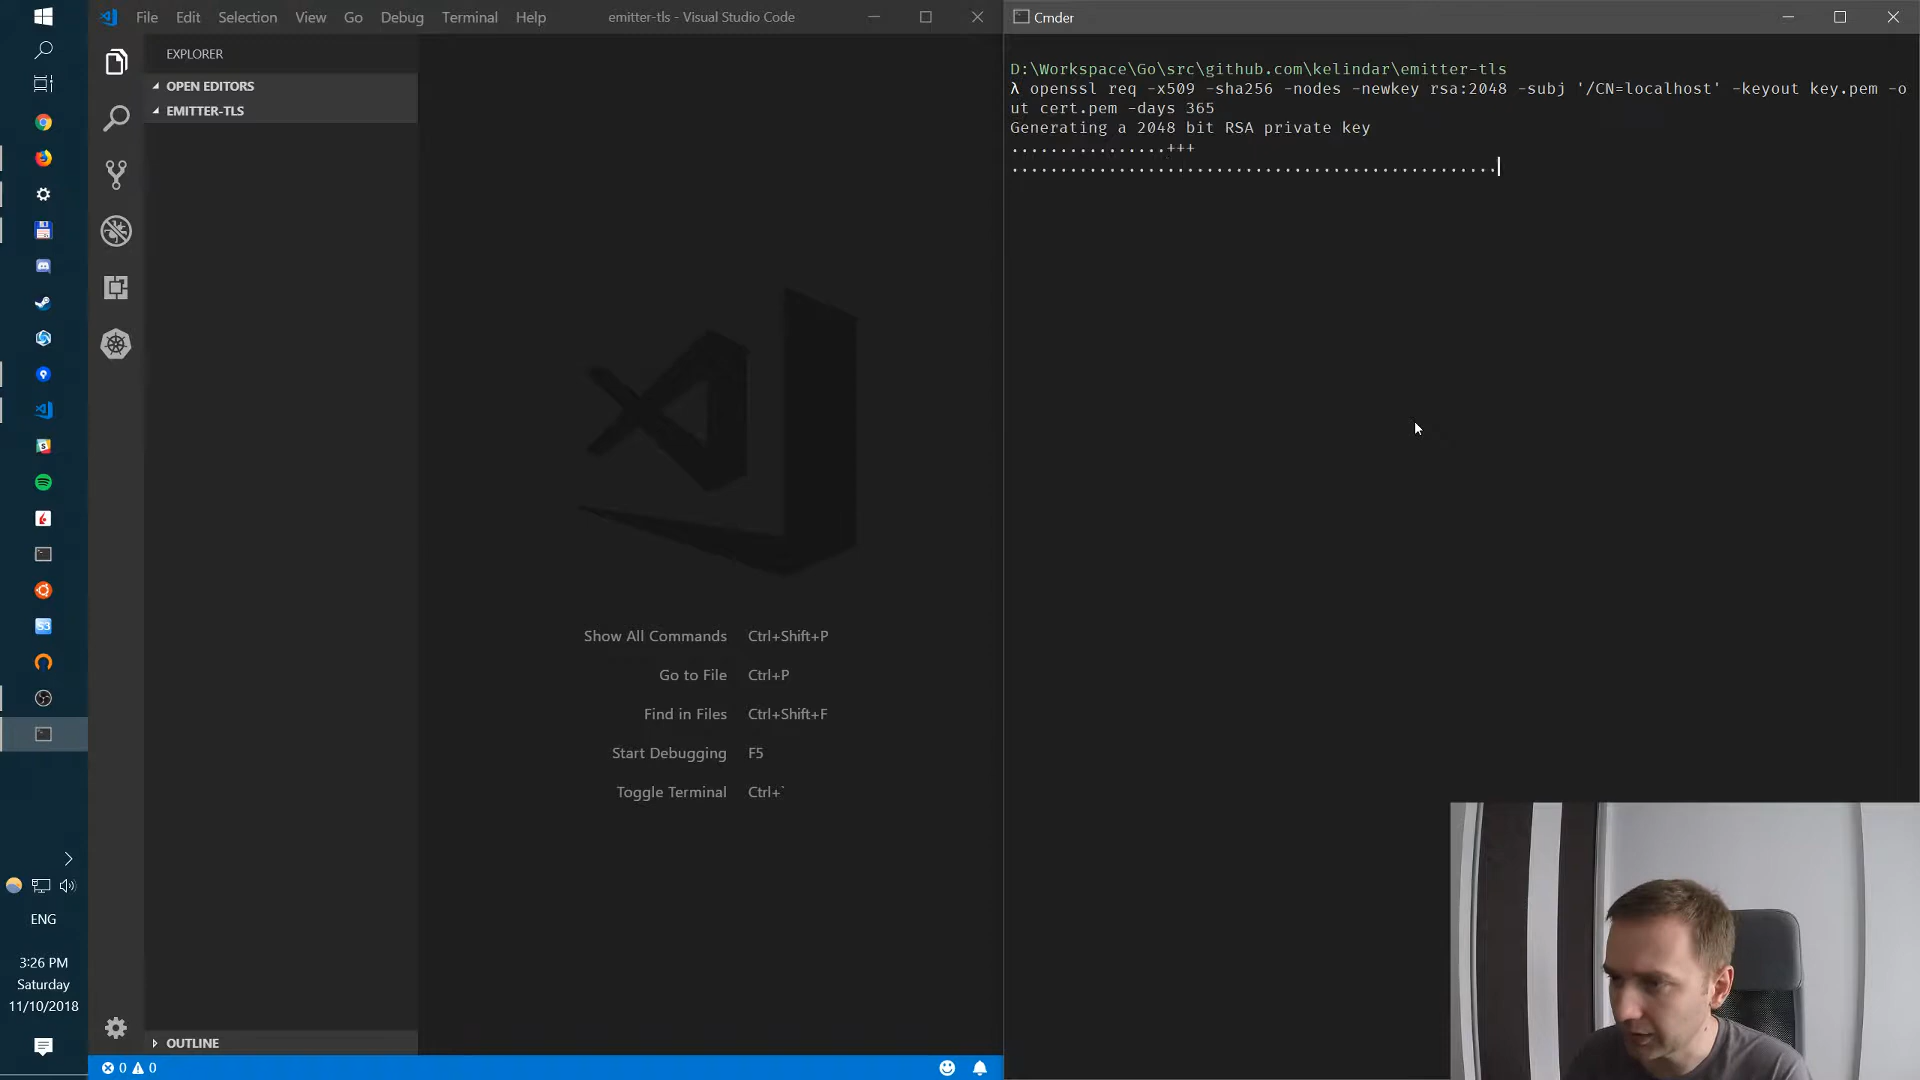 File Edit Selection View Go Debug Terminal Help
emitter-tls - Visual Studio Code
EXPLORER
OPEN EDITORS
EMITTER-TLS
Show All Commands Ctrl+Shift+P
Go to File Ctrl+P
Find in Files Ctrl+Shift+F
Start Debugging F5
Toggle Terminal Ctrl+`
OUTLINE
0 0
Cmder
D:\Workspace\Go\src\github.com\kelindar\emitter-tls
λ openssl req -x509 -sha256 -nodes -newkey rsa:2048 -subj '/CN=localhost' -keyout key.pem -o
ut cert.pem -days 365
Generating a 2048 bit RSA private key
................+++
..................................................
ENG
3:26 PM
Saturday
11/10/2018